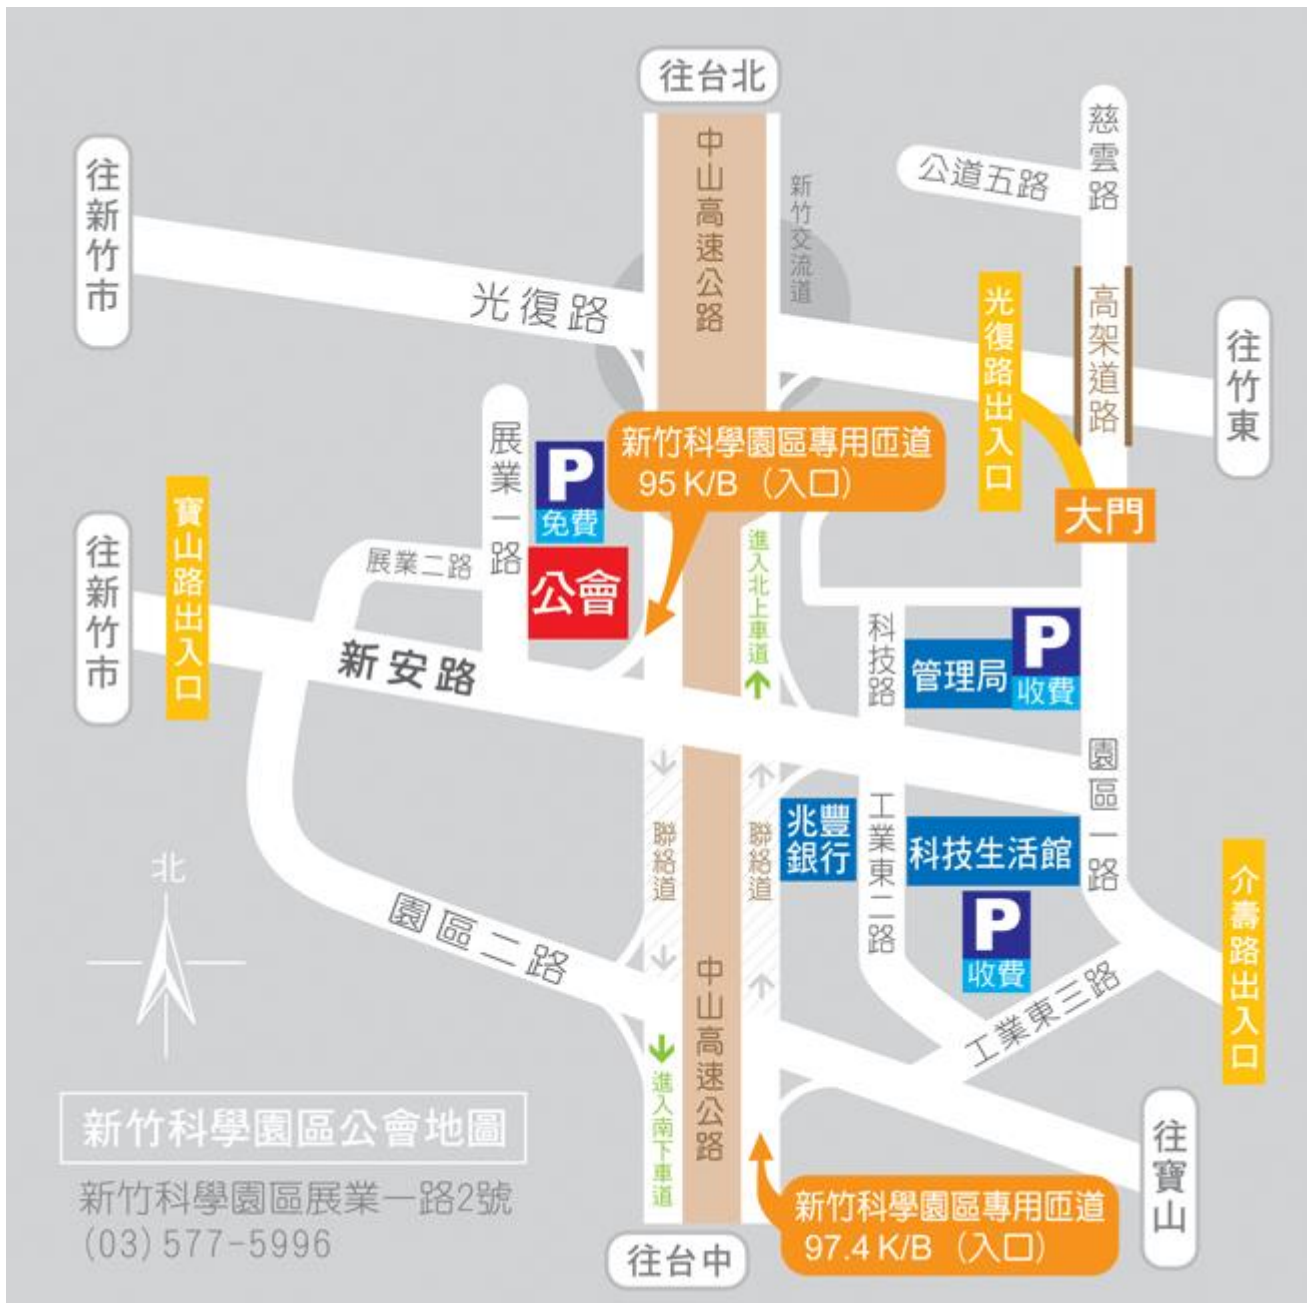 往台北
中山高速公路
新竹交流道
慈雲路
公道五路
往新竹市
光復路
光復路出入口
高架道路
往竹東
展業一路
P
免費
新竹科學園區專用匝道
95 K/B（入口）
大門
寶山路出入口
往新竹市
展業二路
公會
進入北上車道
科技路
管理局
P
收費
新安路
園區一路
聯絡道
聯絡道
兆豐
銀行
工業東二路
科技生活館
P
收費
介壽路出入口
北
園區二路
中山高速公路
工業東三路
進入南下車道
新竹科學園區公會地圖
新竹科學園區展業一路2號
(03)577-5996
往台中
新竹科學園區專用匝道
97.4 K/B（入口）
往寶山